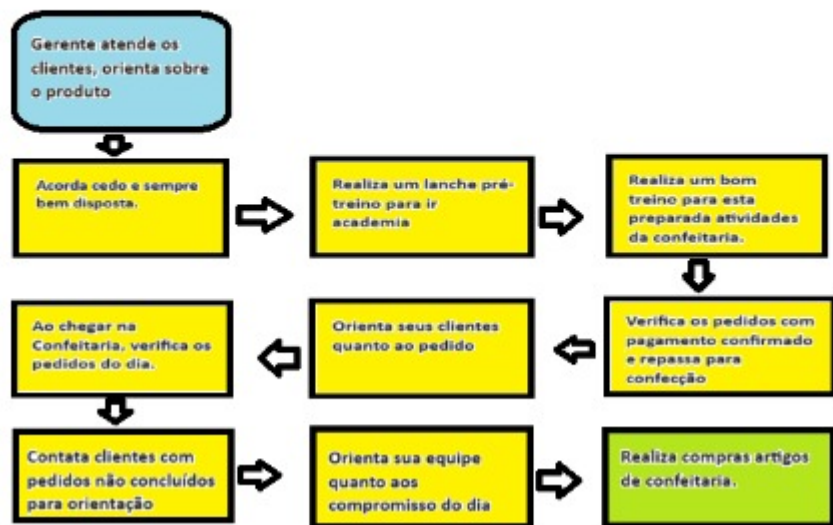 Gerente atende os
clientes, orienta sobre
o produto
Acorda cedo e sempre
bem disposta.
Realiza um lanche pré-
treino para ir
academia
Realiza um bom
treino para esta
preparada atividades
da confeitaria.
Verifica os pedidos com
pagamento confirmado
e repassa para
confecção
Orienta seus clientes
quanto ao pedido
Ao chegar na
Confeitaria, verifica os
pedidos do dia.
Contata clientes com
pedidos não concluídos
para orientação
Orienta sua equipe
quanto aos
compromisso do dia
Realiza compras artigos
de confeitaria.